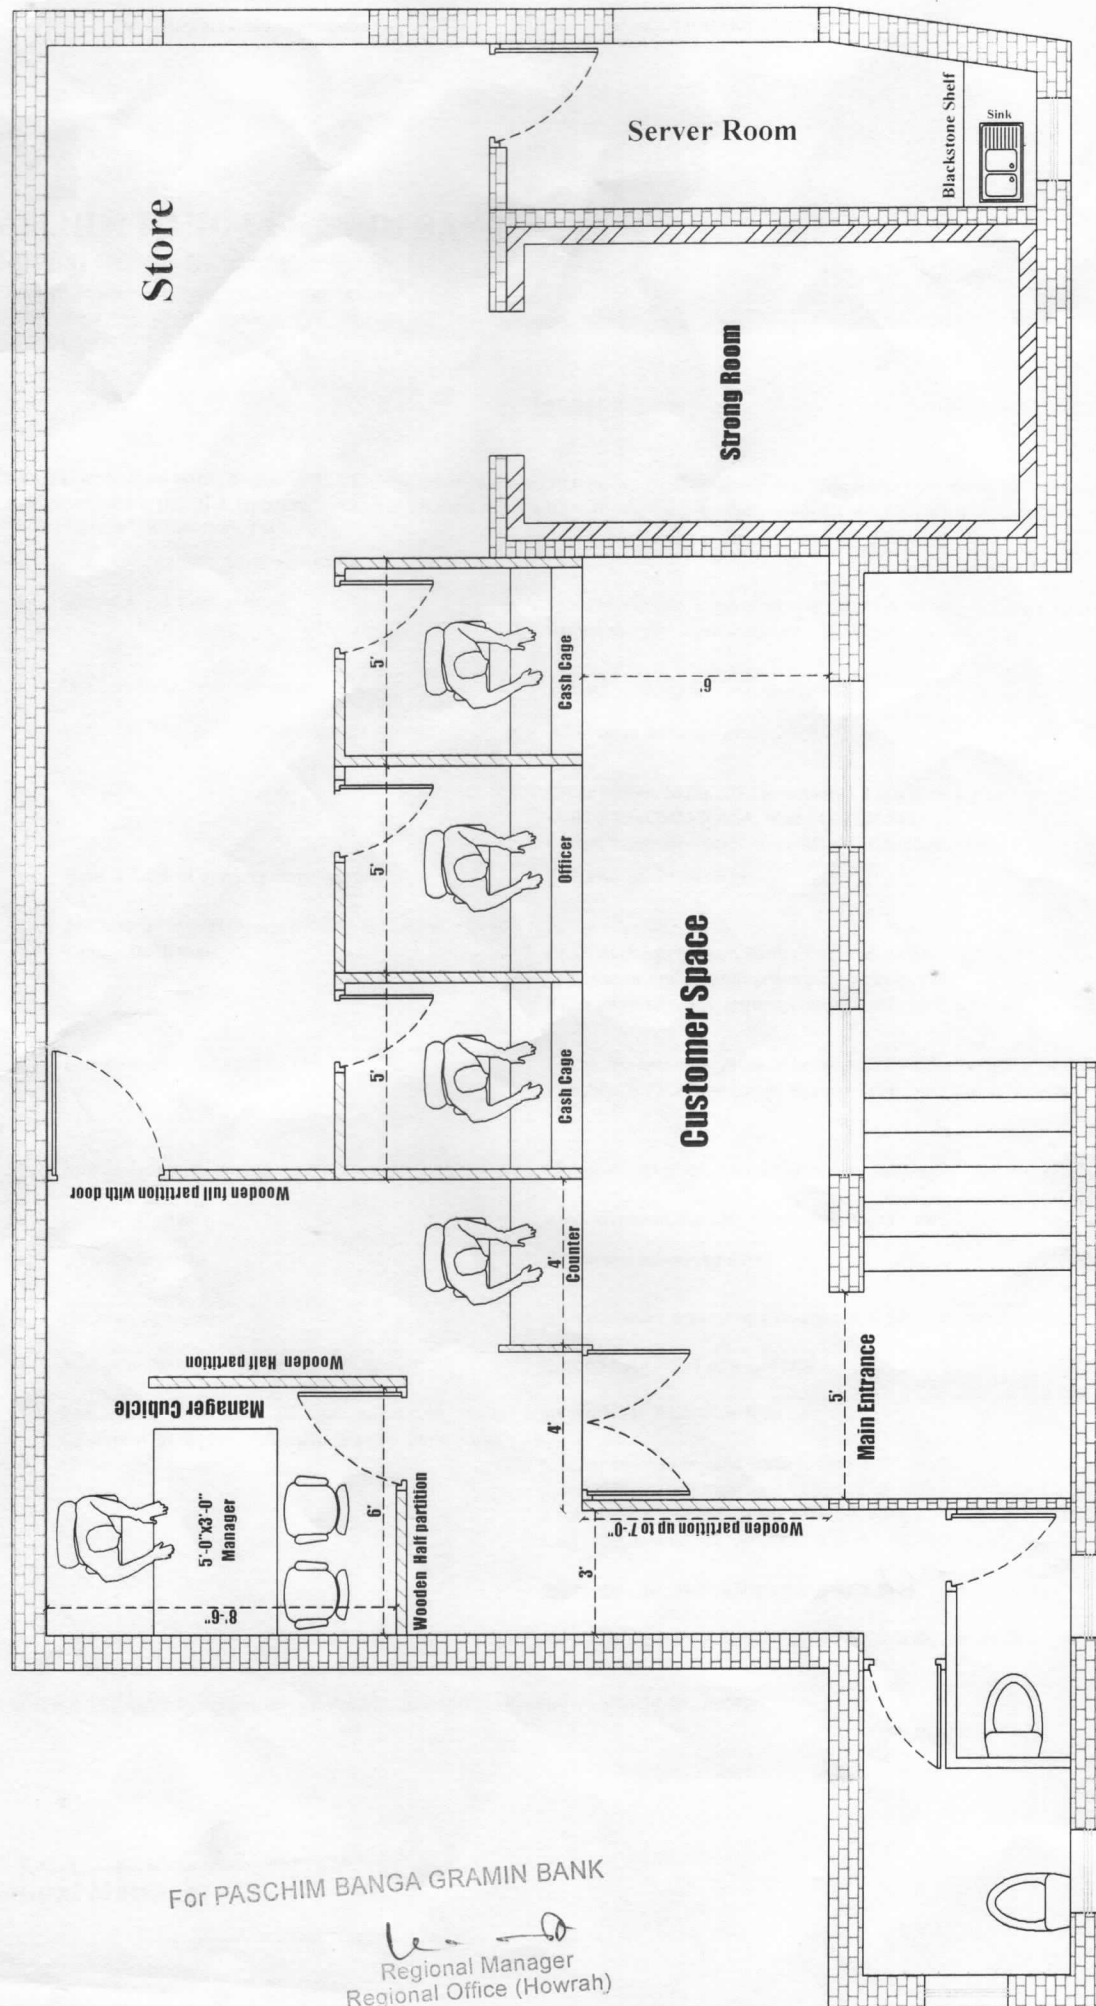 Store
Server Room
Blackstone Shelf
Sink
Strong Room
Cash Cage
5'
6'
Officer
5'
Customer Space
Cash Cage
5'
Wooden full partition with door
4'
Counter
Wooden Half partition
Manager Cubicle
5'-0"x3'-0"
Manager
8'-6"
6'
Wooden Half partition
4'
5'
Main Entrance
Wooden partition up to 7'-0"
3'
For PASCHIM BANGA GRAMIN BANK
Regional Manager
Regional Office (Howrah)